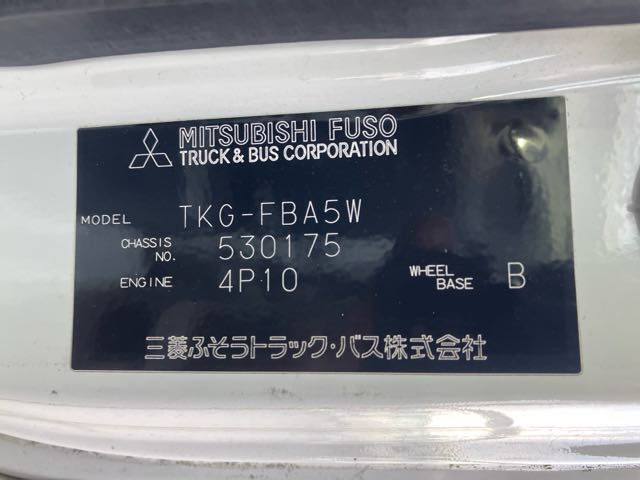 MITSUBISHI FUSO
TRUCK & BUS CORPORATION
MODEL TKG-FBA5W
CHASSIS NO. 530175
ENGINE 4P10 WHEEL BASE B
三菱ふそうトラック・バス株式会社